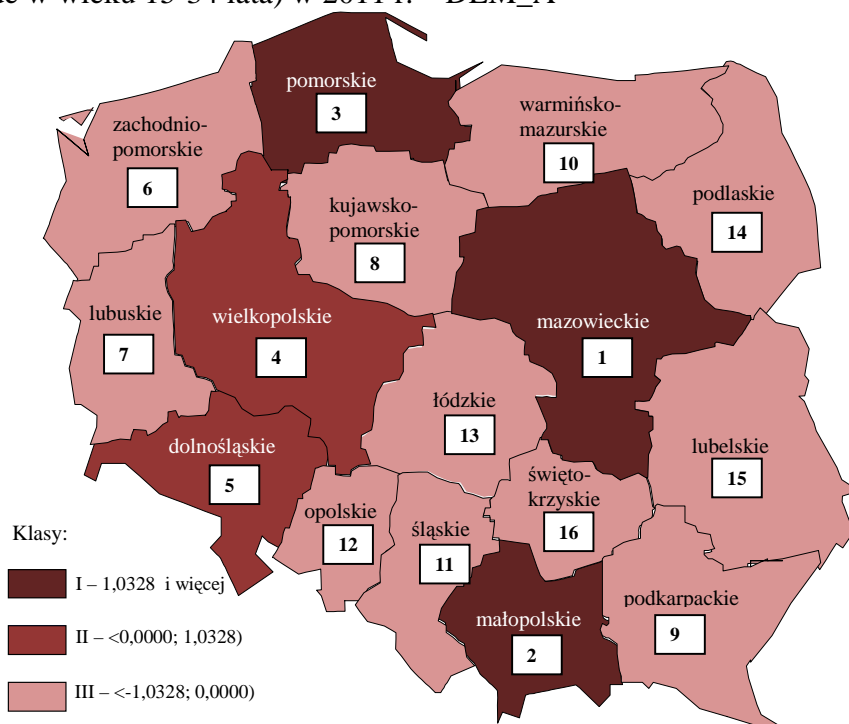 w wieku 15-34 lata) w 2011 r. – DEM_A
pomorskie
3
warmińsko-
mazurskie
10
zachodnio-
pomorskie
6
podlaskie
14
kujawsko-
pomorskie
8
lubuskie
7
wielkopolskie
4
mazowieckie
1
łódzkie
13
dolnośląskie
5
lubelskie
15
święto-
krzyskie
16
opolskie
12
śląskie
11
małopolskie
2
podkarpackie
9
Klasy:
I – 1,0328 i więcej
II – <0,0000; 1,0328)
III – <-1,0328; 0,0000)